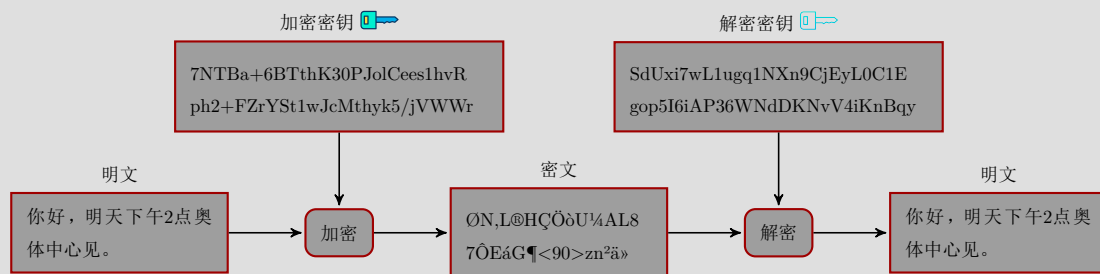 加密密钥
解密密钥
7NTBa+6BTthK30PJolCees1hvR
ph2+FZrYSt1wJcMthyk5/jVWWr
SdUxi7wL1ugq1NXn9CjEyL0C1E
gop5I6iAP36WNdDKNvV4iKnBqy
明文
密文
明文
你好，明天下午2点奥
体中心见。
加密
ØN,L®HÇÖòU¼AL8
7ÔEáG¶<90>zn²ä»
解密
你好，明天下午2点奥
体中心见。